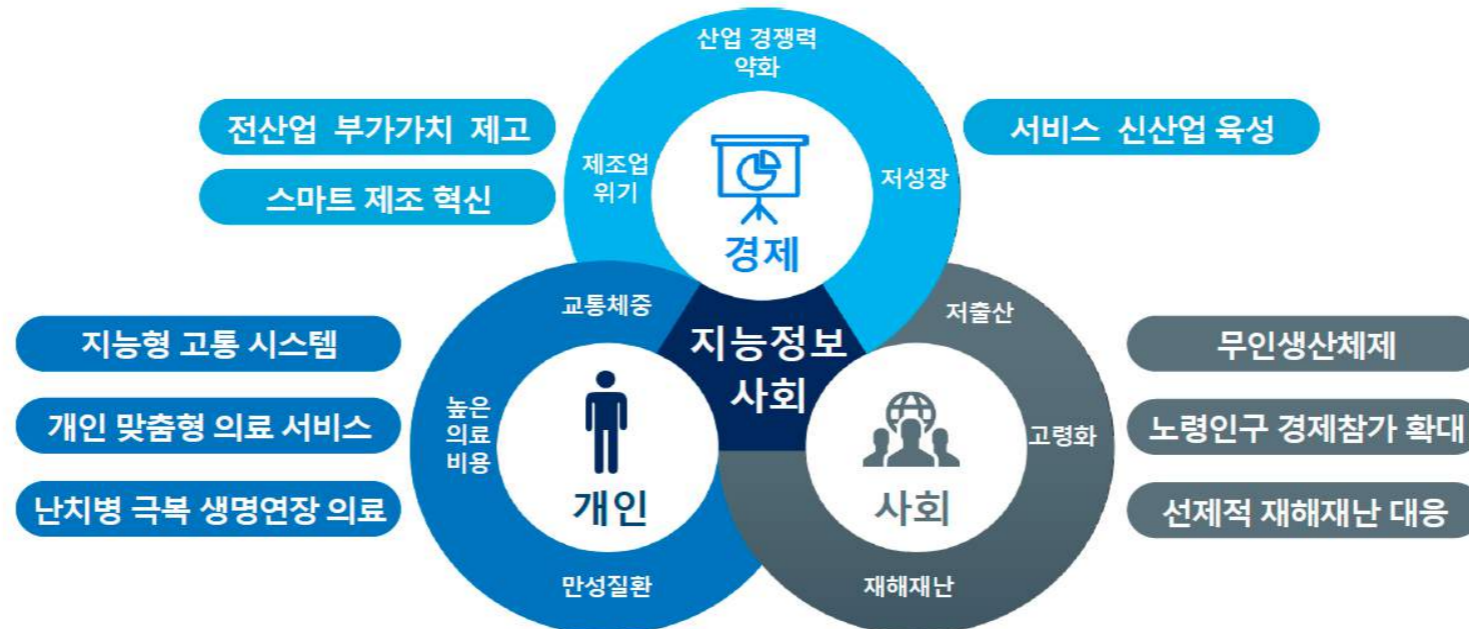 산업 경쟁력
약화
전산업 부가가치 제고
서비스 신산업 육성
제조업
위기
저성장
스마트 제조 혁신
경제
교통체중
저출산
지능형 고통 시스템
지능정보
사회
무인생산체제
높은
의료
비용
개인 맞춤형 의료 서비스
고령화
노령인구 경제참가 확대
개인
사회
난치병 극복 생명연장 의료
선제적 재해재난 대응
만성질환
재해재난